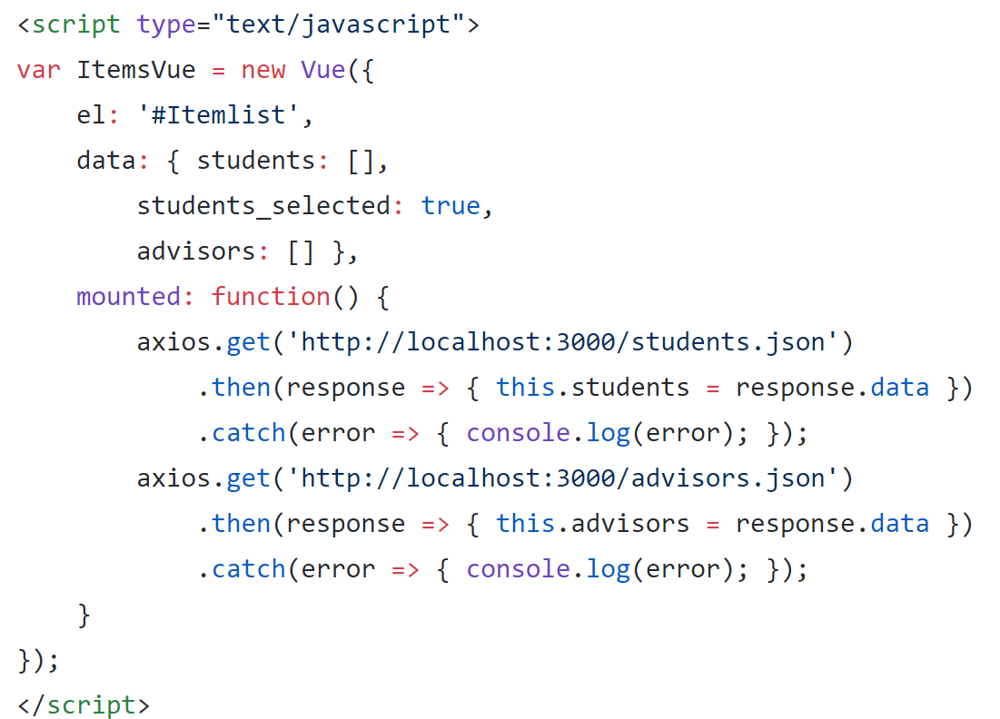 <script type="text/javascript">
var ItemsVue = new Vue({
    el: '#Itemlist',
    data: { students: [],
        students_selected: true,
        advisors: [] },
    mounted: function() {
        axios.get('http://localhost:3000/students.json')
            .then(response => { this.students = response.data })
            .catch(error => { console.log(error); });
        axios.get('http://localhost:3000/advisors.json')
            .then(response => { this.advisors = response.data })
            .catch(error => { console.log(error); });
    }
});
</script>